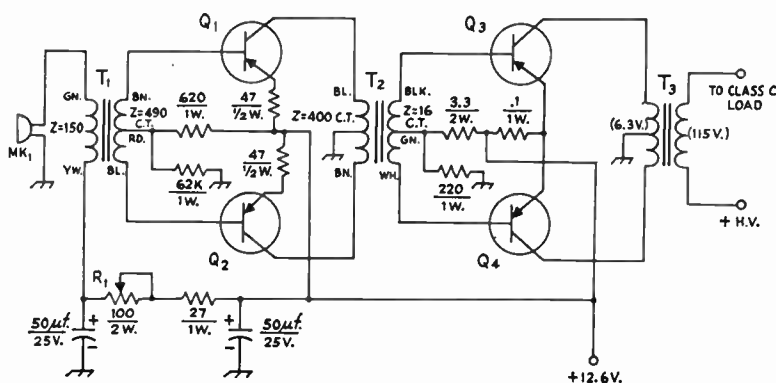 Q1
Q3
GN.
T1
BN.
Z=490
C.T.
RD.
BL.
Z=150
YW.
MK1
620
1W.
47
½W.
62K
1W.
47
½W.
Q2
BL.
T2
Z=400 C.T.
BN.
BLK.
Z=16
C.T.
GN.
WH.
3.3
2W.
.1
1W.
220
1W.
Q4
T3
(6.3V.)
(115V.)
TO CLASS C
LOAD
+ H.V.
R1
100
2W.
27
1W.
50µf.
25V.
+
-
50µf.
25V.
+
-
+12.6V.